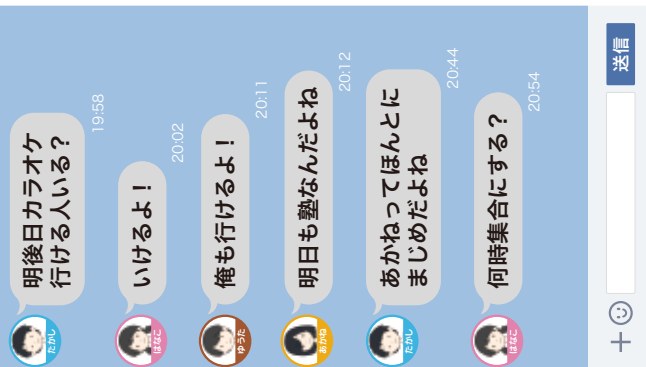 明後日カラオケ
行ける人いる？
19:58
たかし
いけるよ！
20:02
はなこ
俺も行けるよ！
20:11
ゆうた
明日も塾なんだよね
20:12
あかね
あかねってほんとに
まじめだよね
20:44
たかし
何時集合にする？
20:54
はなこ
送信